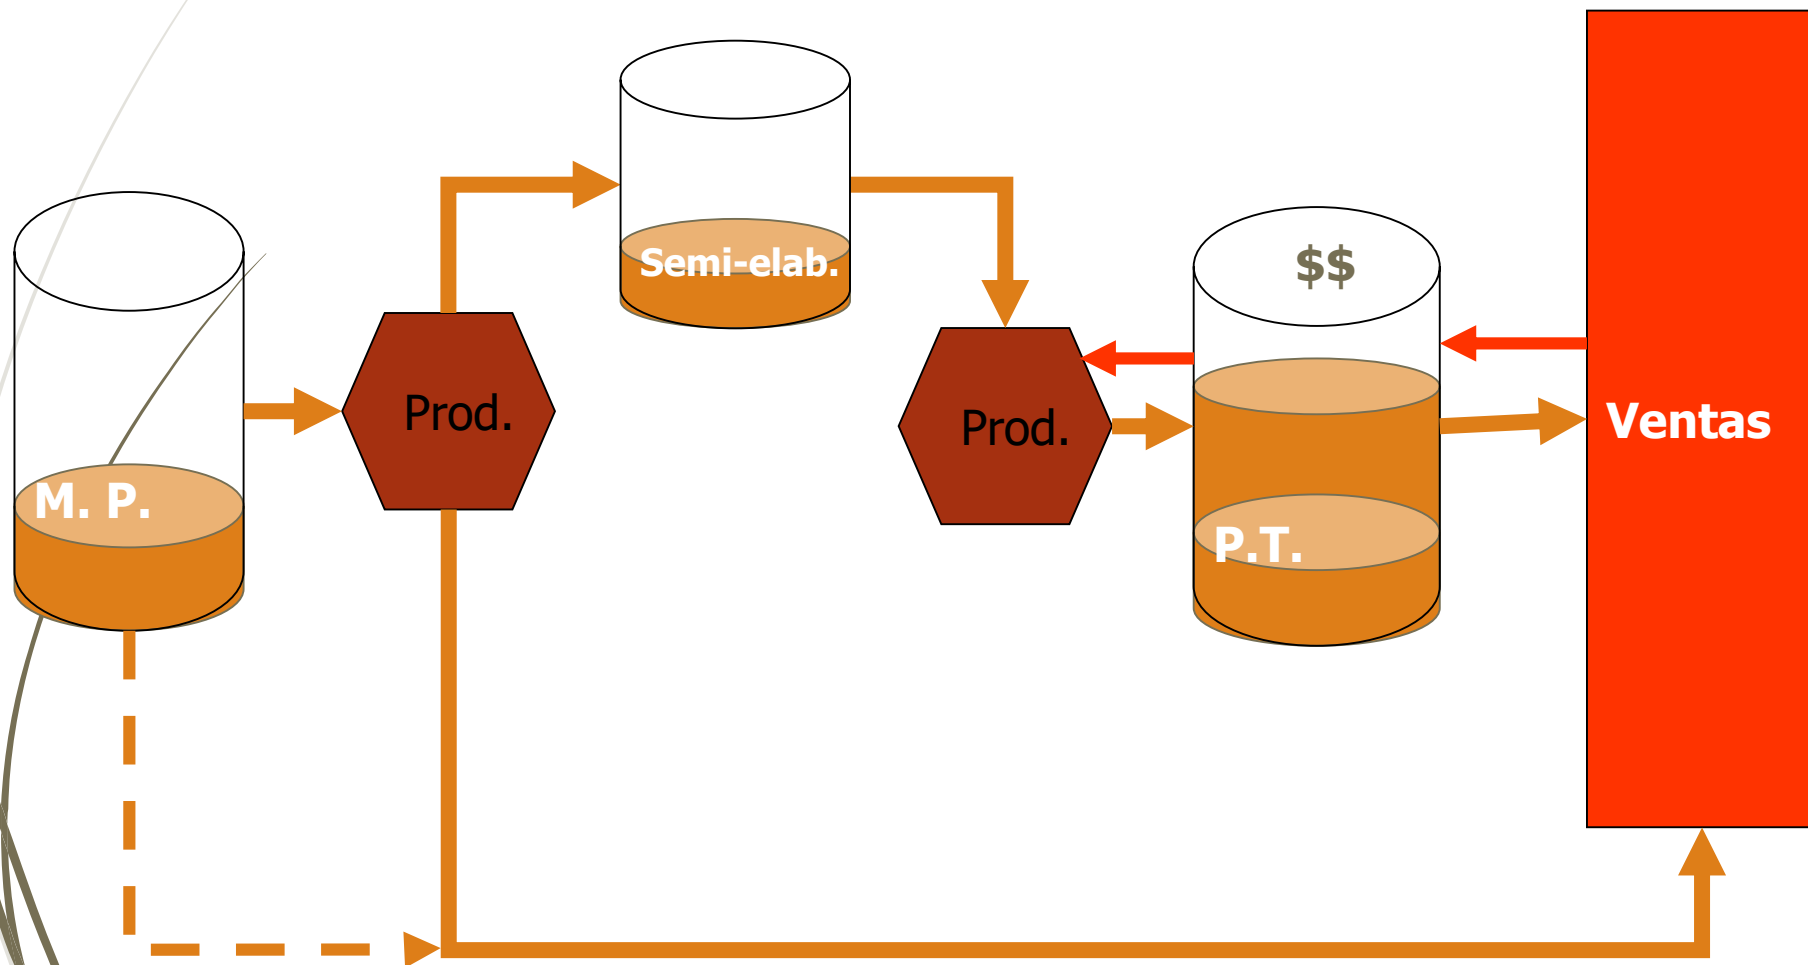 Semi-elab.
$$
M. P.
Prod.
Prod.
P.T.
Ventas